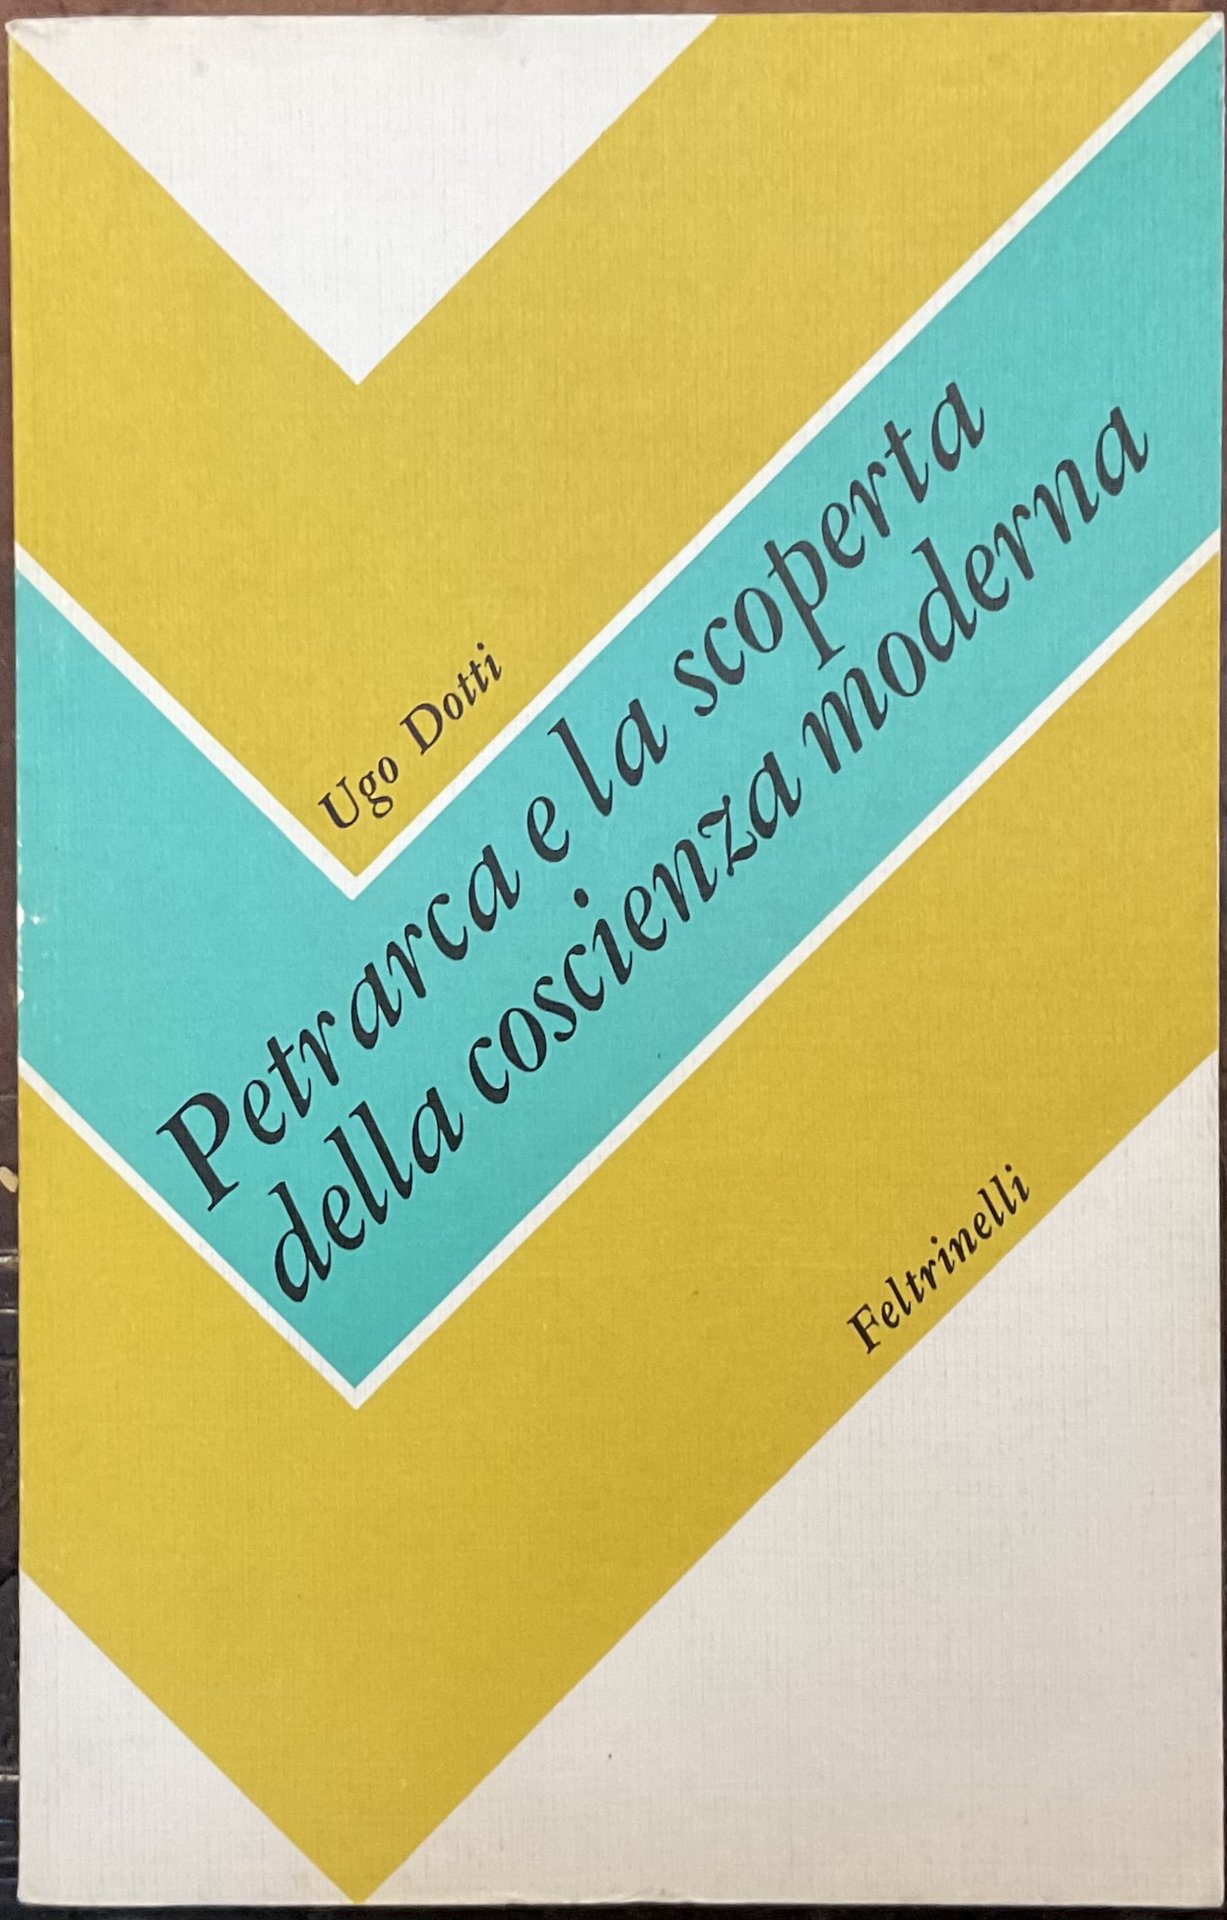 Ugo Dotti
Petrarca e la scoperta
della coscienza moderna
Feltrinelli